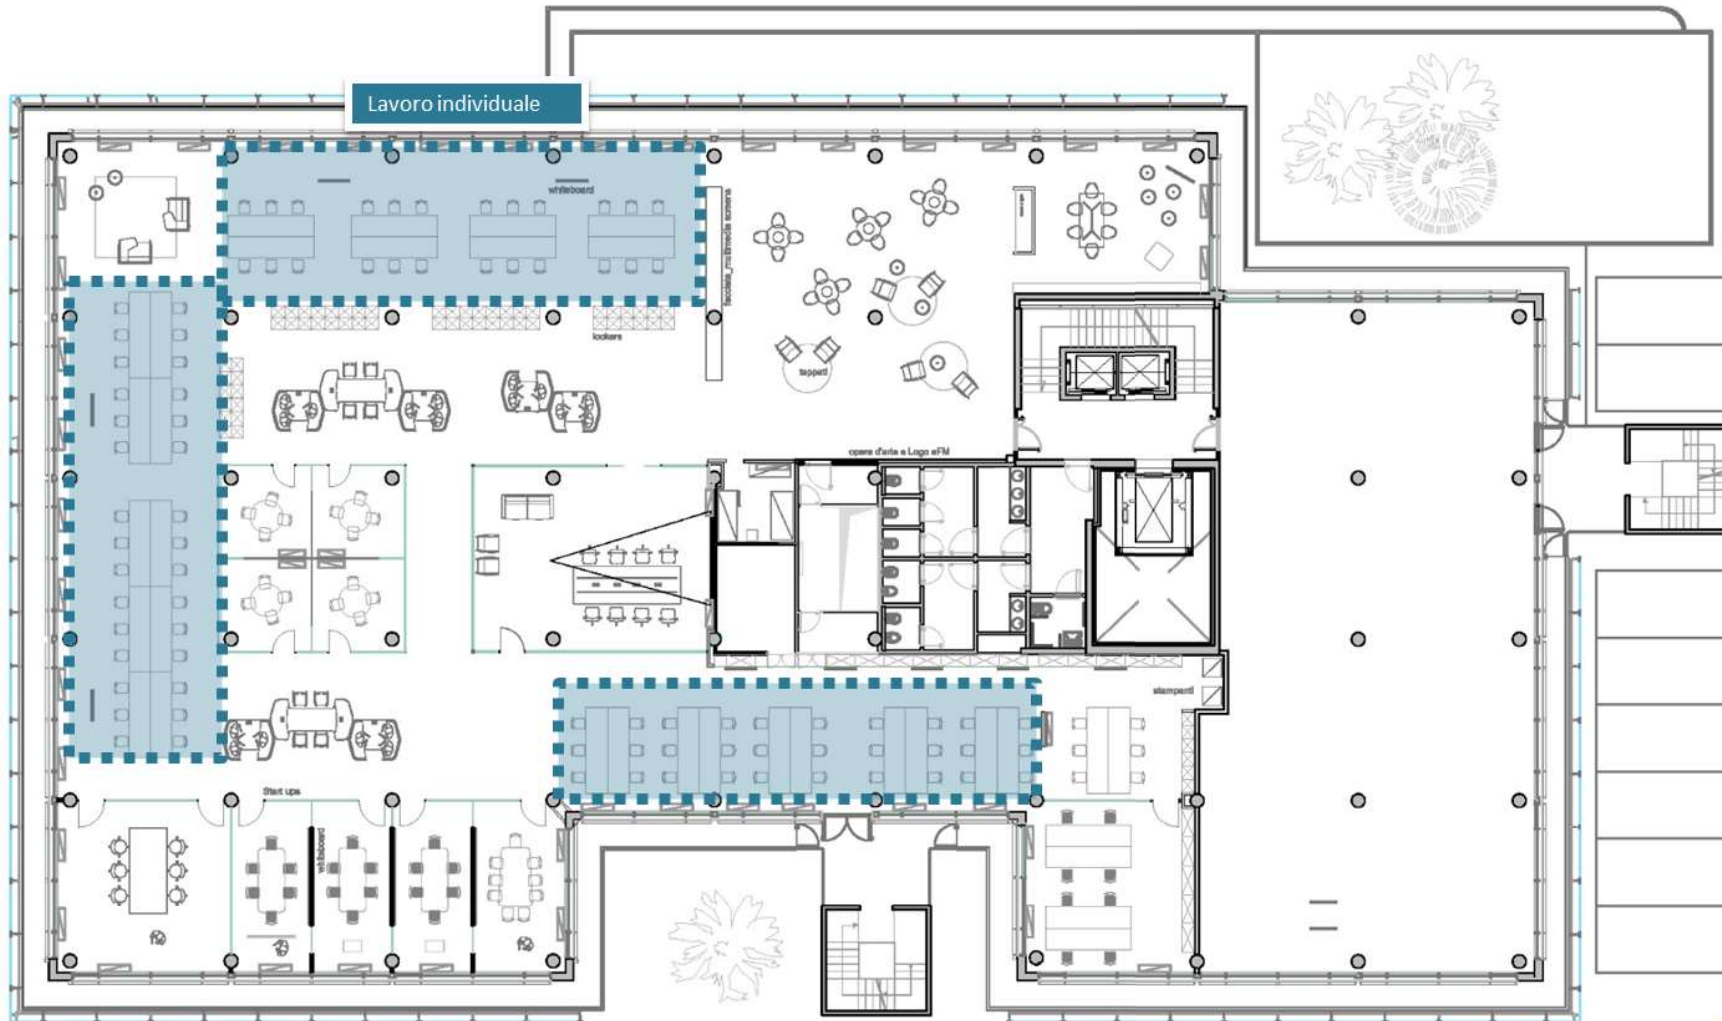 Lavoro individuale
whiteboard
lockers
tappeti
opera d'arte e Logo eFM
stampanti
Start ups
whiteboard